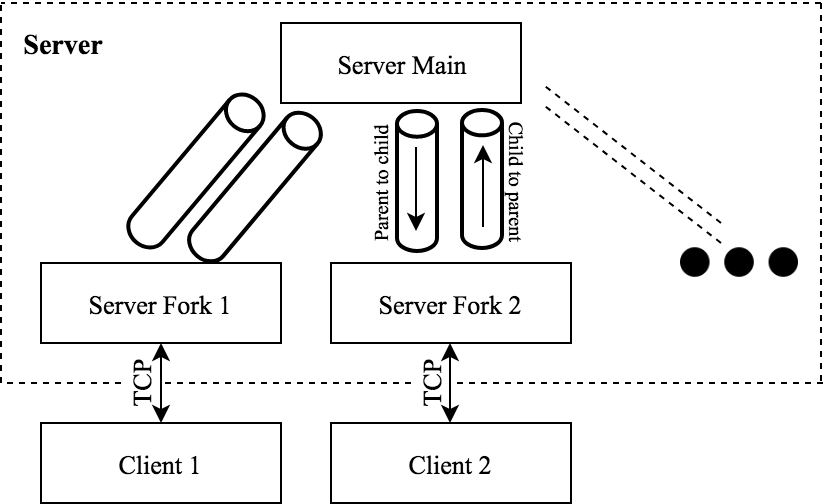 Server
Server Main
Parent to child
Child to parent
Server Fork 1
Server Fork 2
TCP
TCP
Client 1
Client 2